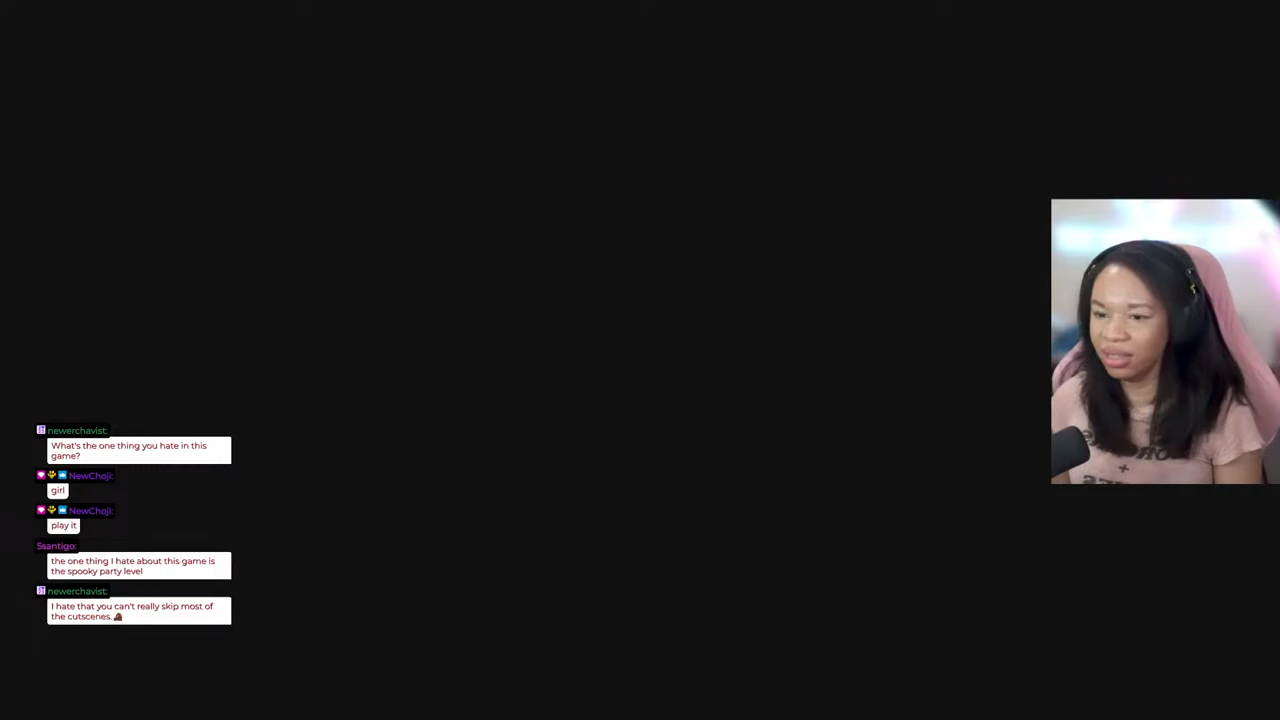 newerchavist:
What's the one thing you hate in this
game?
NewChoji:
girl
NewChoji:
play it
Ssantigo:
the one thing I hate about this game is
the spooky party level
newerchavist:
I hate that you can't really skip most of
the cutscenes.